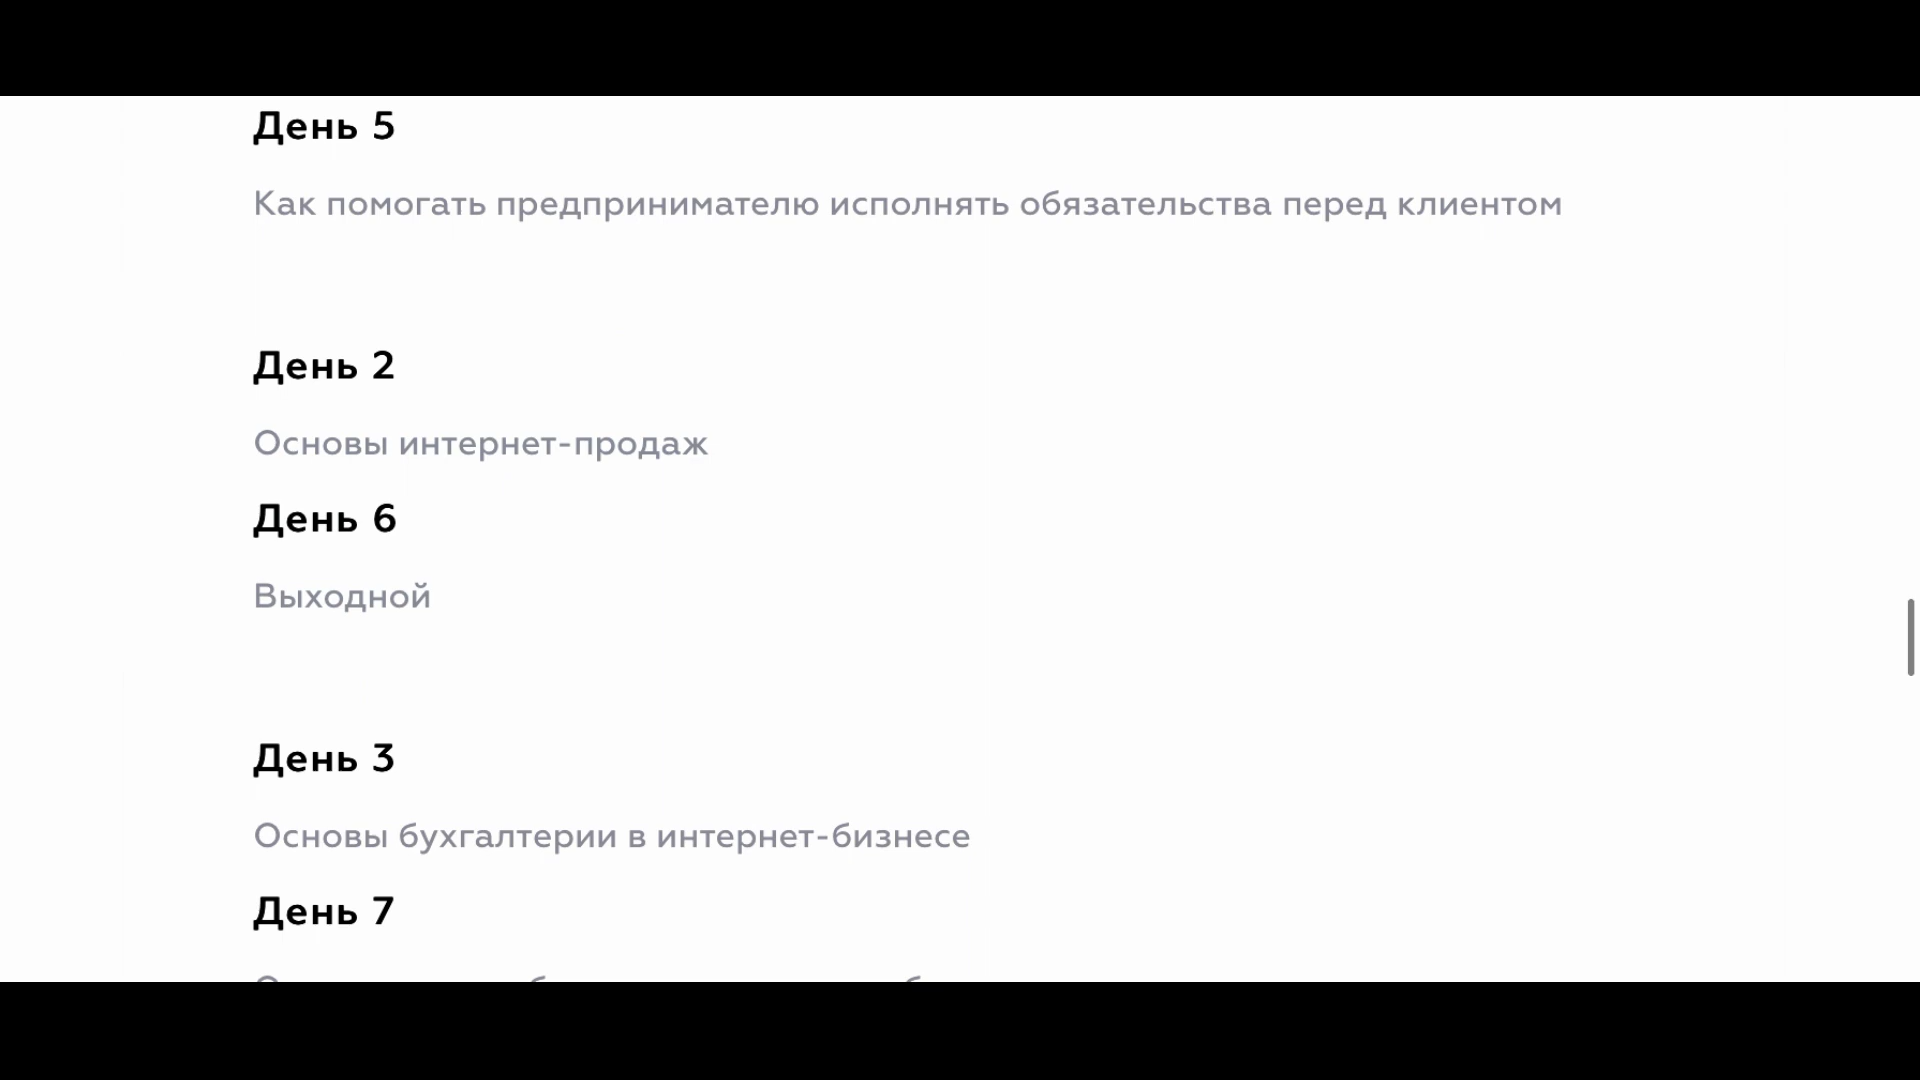 День 5
Как помогать предпринимателю исполнять обязательства перед клиентом
День 2
Основы интернет-продаж
День 6
Выходной
День 3
Основы бухгалтерии в интернет-бизнесе
День 7